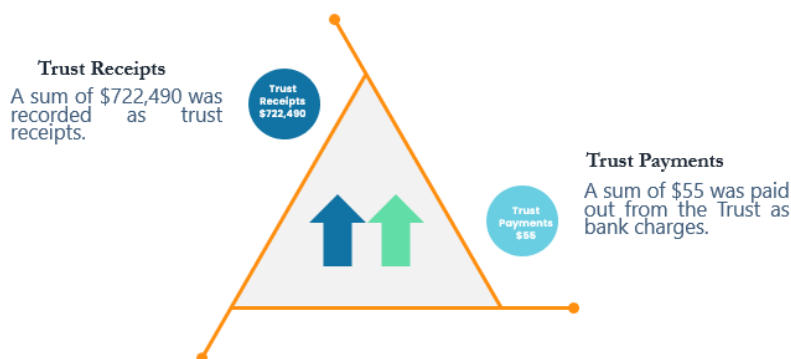 Trust Receipts
A sum of $722,490 was
recorded as trust
receipts.
Trust
Receipts
$722,490
Trust Payments
A sum of $55 was paid
out from the Trust as
bank charges.
Trust
Payments
$55